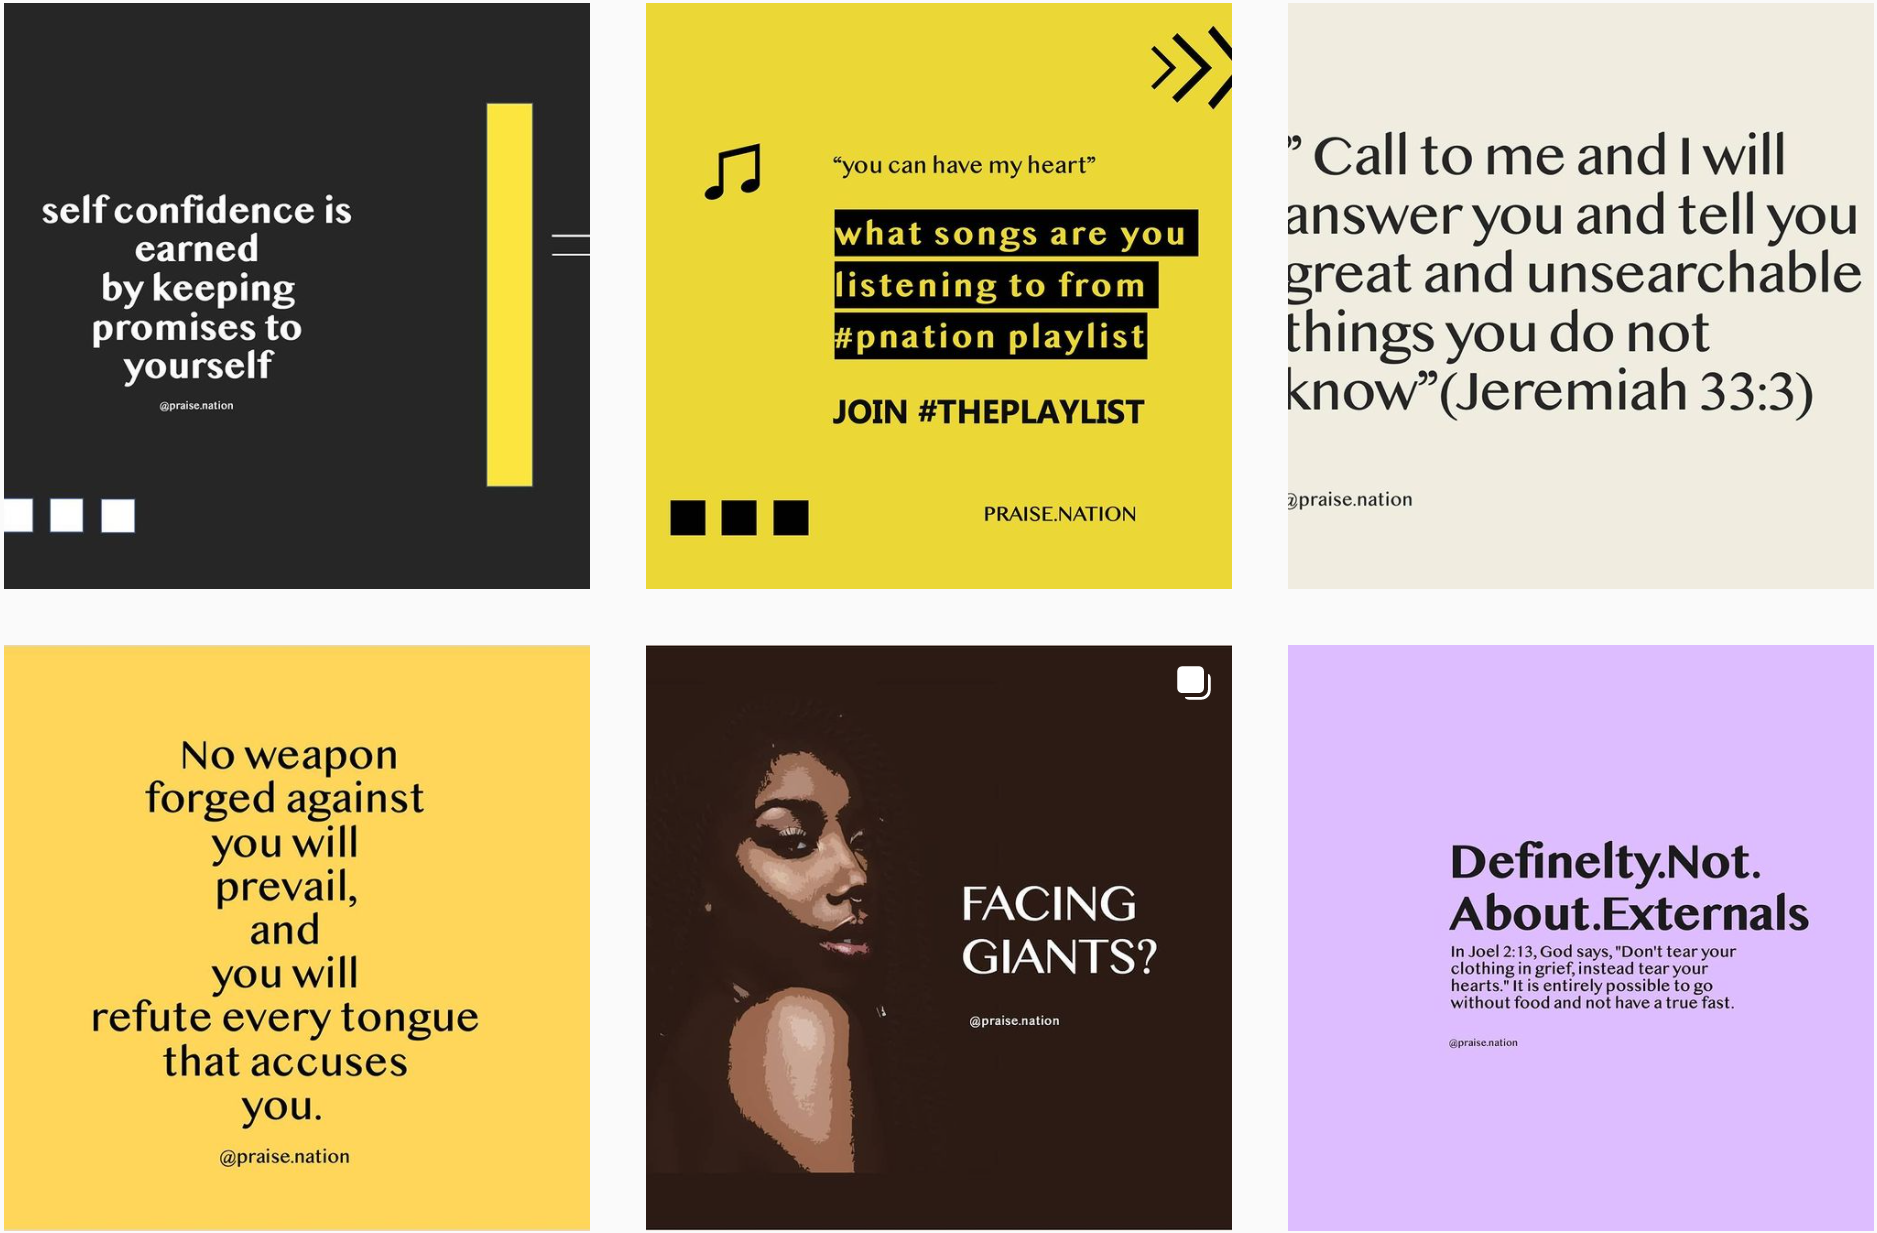 self confidence is
earned
by keeping
promises to
yourself
@praise.nation
“you can have my heart”
what songs are you
listening to from
#pnation playlist
JOIN #THEPLAYLIST
PRAISE.NATION
” Call to me and I will
answer you and tell you
great and unsearchable
things you do not
know”(Jeremiah 33:3)
@praise.nation
No weapon
forged against
you will
prevail,
and
you will
refute every tongue
that accuses
you.
@praise.nation
FACING
GIANTS?
@praise.nation
Definelty.Not.
About.Externals
In Joel 2:13, God says, "Don't tear your
clothing in grief, instead tear your
hearts." It is entirely possible to go
without food and not have a true fast.
@praise.nation